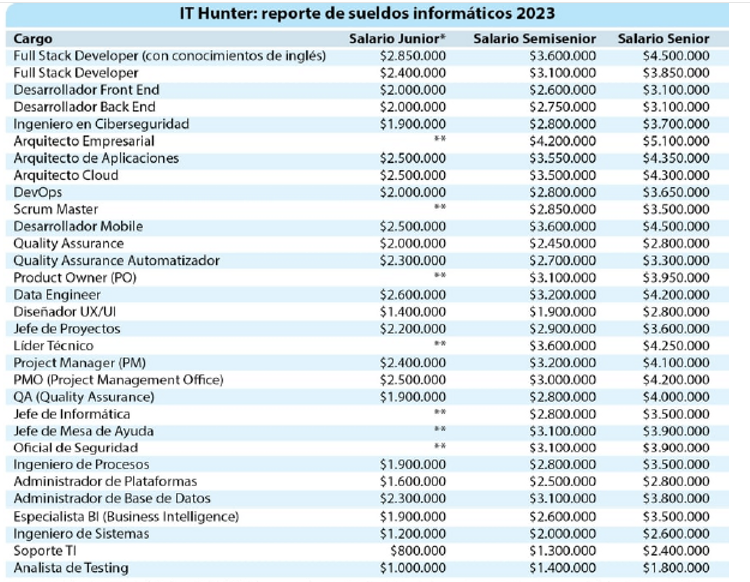 IT Hunter: reporte de sueldos informáticos 2023
Cargo Salario Junior* Salario Semisenior Salario Senior
Full Stack Developer (con conocimientos de inglés) $2.850.000 $3.600.000 $4.500.000
Full Stack Developer $2.400.000 $3.100.000 $3.850.000
Desarrollador Front End $2.000.000 $2.600.000 $3.100.000
Desarrollador Back End $2.000.000 $2.750.000 $3.100.000
Ingeniero en Ciberseguridad $1.900.000 $2.800.000 $3.700.000
Arquitecto Empresarial ** $4.200.000 $5.100.000
Arquitecto de Aplicaciones $2.500.000 $3.550.000 $4.350.000
Arquitecto Cloud $2.500.000 $3.500.000 $4.300.000
DevOps $2.000.000 $2.800.000 $3.650.000
Scrum Master ** $2.850.000 $3.500.000
Desarrollador Mobile $2.500.000 $3.600.000 $4.500.000
Quality Assurance $2.000.000 $2.450.000 $2.800.000
Quality Assurance Automatizador $2.300.000 $2.700.000 $3.300.000
Product Owner (PO) ** $3.100.000 $3.950.000
Data Engineer $2.600.000 $3.200.000 $4.200.000
Diseñador UX/UI $1.400.000 $1.900.000 $2.800.000
Jefe de Proyectos $2.200.000 $2.900.000 $3.600.000
Líder Técnico ** $3.600.000 $4.250.000
Project Manager (PM) $2.400.000 $3.200.000 $4.100.000
PMO (Project Management Office) $2.500.000 $3.000.000 $4.200.000
QA (Quality Assurance) $1.900.000 $2.800.000 $4.000.000
Jefe de Informática ** $2.800.000 $3.500.000
Jefe de Mesa de Ayuda ** $3.100.000 $3.900.000
Oficial de Seguridad ** $3.100.000 $3.900.000
Ingeniero de Procesos $1.900.000 $2.800.000 $3.500.000
Administrador de Plataformas $1.600.000 $2.500.000 $2.800.000
Administrador de Base de Datos $2.300.000 $3.100.000 $3.800.000
Especialista BI (Business Intelligence) $1.900.000 $2.600.000 $3.500.000
Ingeniero de Sistemas $1.200.000 $2.000.000 $2.600.000
Soporte TI $800.000 $1.300.000 $2.400.000
Analista de Testing $1.000.000 $1.400.000 $1.800.000